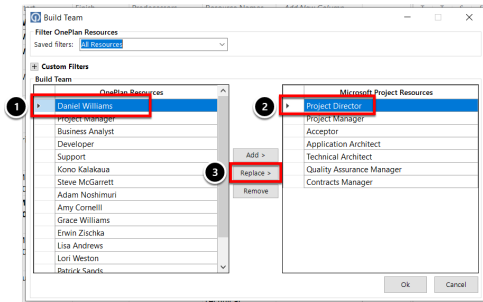 Build Team
Filter OnePlan Resources
Saved filters: All Resources
Custom Filters
Build Team
OnePlan Resources
Daniel Williams
Project Manager
Business Analyst
Developer
Support
Kono Kalakaua
Steve McGarrett
Adam Noshimuri
Amy Cornelll
Grace Williams
Erwin Zischka
Lisa Andrews
Lori Weston
Patrick Sands
1
Add >
3
Replace >
Remove
2
Microsoft Project Resources
Project Director
Project Manager
Acceptor
Application Architect
Technical Architect
Quality Assurance Manager
Contracts Manager
Ok
Cancel